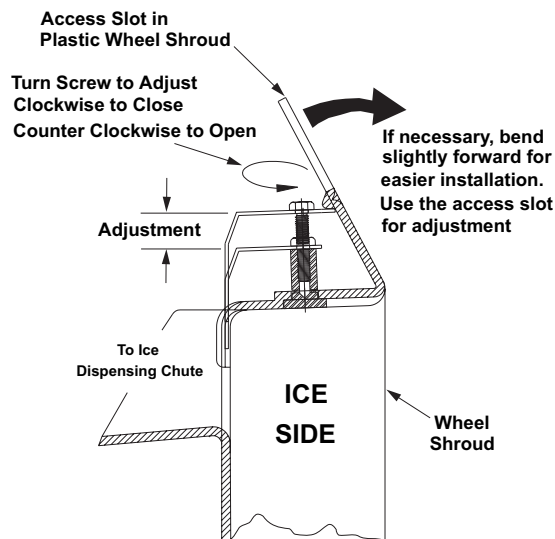 Access Slot in
Plastic Wheel Shroud
Turn Screw to Adjust
Clockwise to Close
Counter Clockwise to Open
If necessary, bend
slightly forward for
easier installation.
Use the access slot
for adjustment
Adjustment
To Ice
Dispensing Chute
ICE
SIDE
Wheel
Shroud